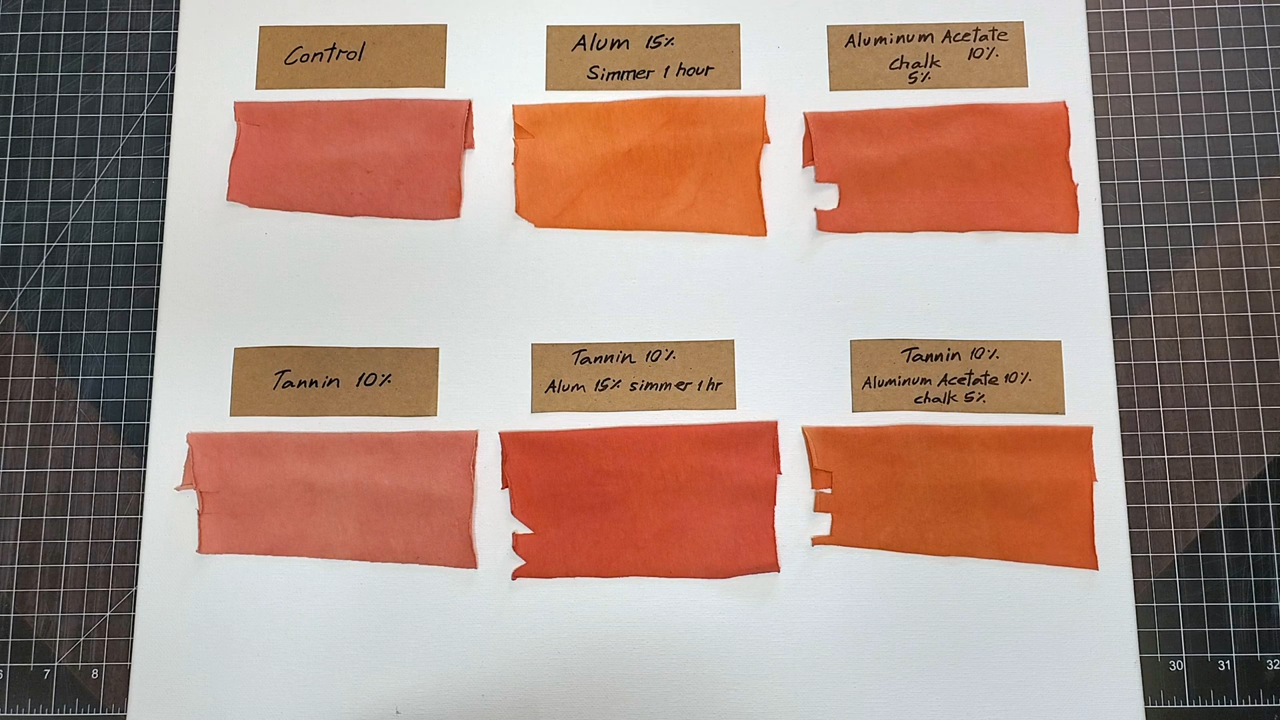 Control
Alum 15%
Simmer 1 hour
Aluminum Acetate
10%.
Chalk
5%.
Tannin 10%.
Tannin 10%.
Alum 15% simmer 1 hr
Tannin 10%.
Aluminum Acetate 10%.
chalk 5%.
6 7 8
30 31 32